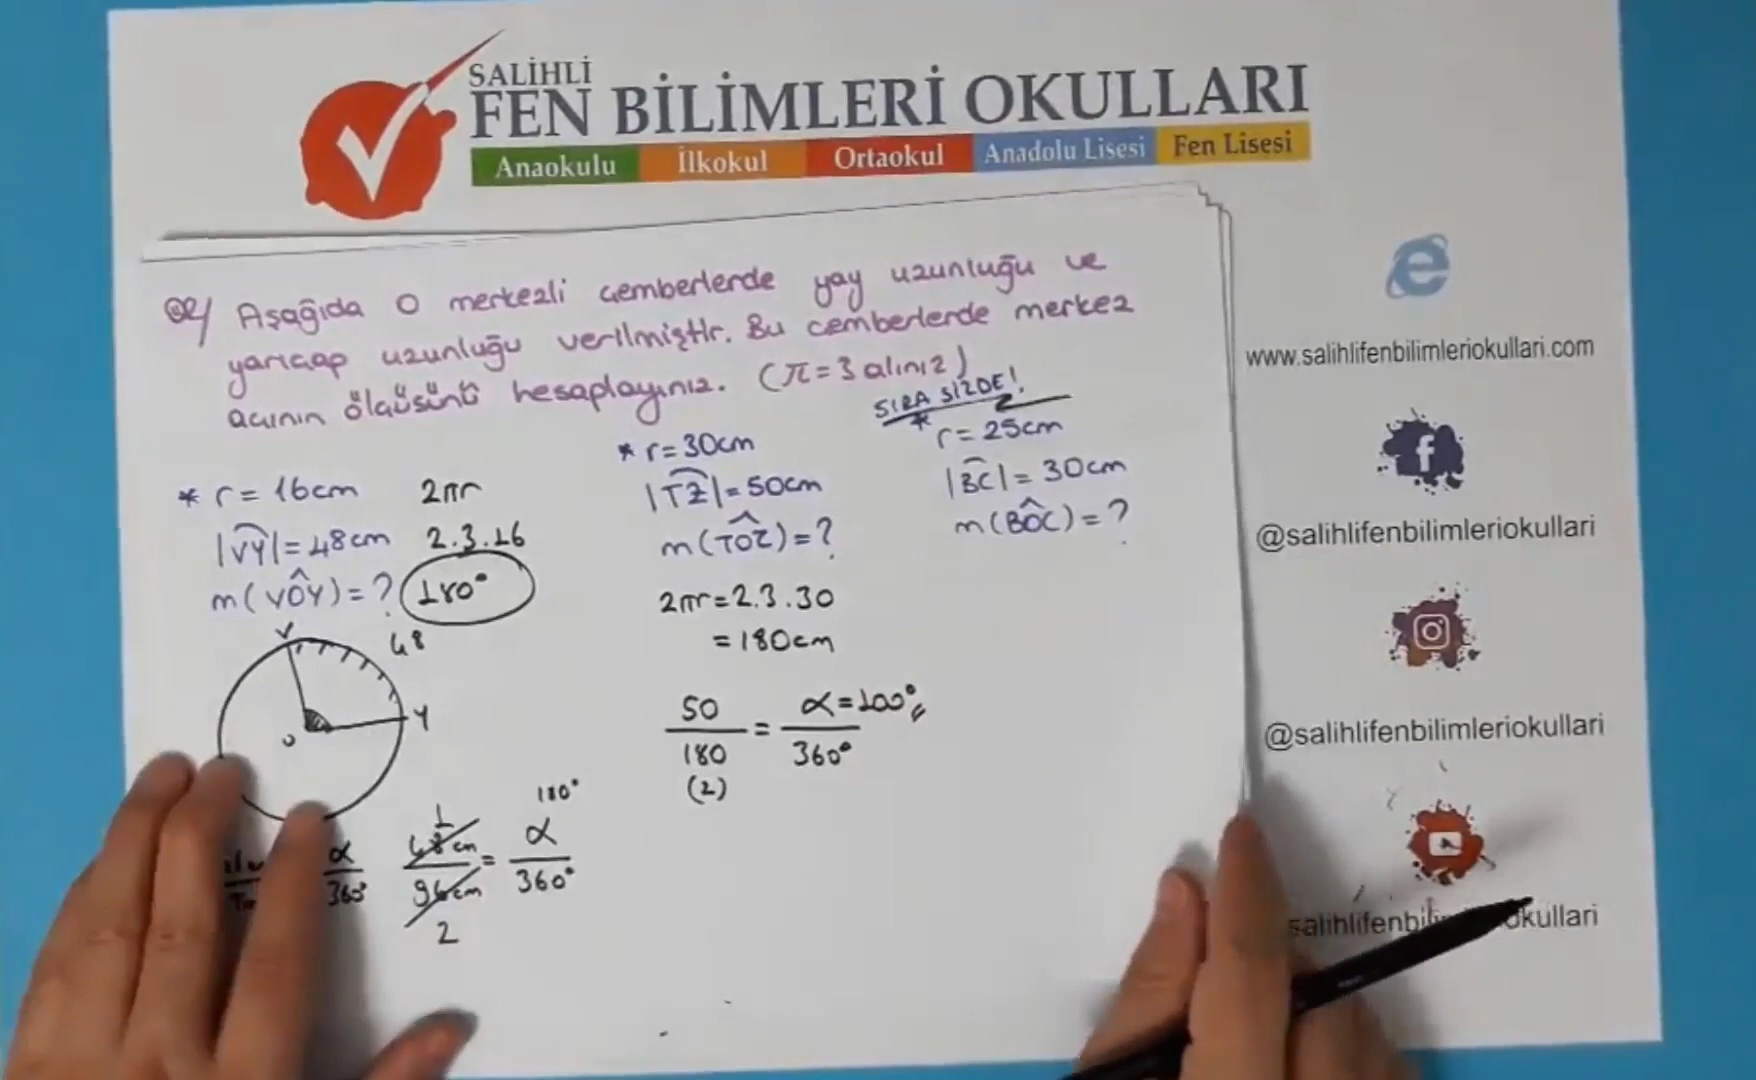 SALİHLİ
FEN BİLİMLERİ OKULLARI
Anaokulu İlkokul Ortaokul Anadolu Lisesi Fen Lisesi
Aşağıda O merkezli çemberlerde yay uzunluğu ve
yarıçap uzunluğu verilmiştir. Bu çemberlerde merkez
açının ölçüsünü hesaplayınız. (π=3 alınız)
* r=16cm
|VY|=48cm
m(VÔY)=?
2πr
2.3.16
180°
V
48
Y
O
α
360°
1
48cm
96cm
2
=
180°
α
360°
* r=30cm
|TZ|=50cm
m(TOZ)=?
2πr=2.3.30
=180cm
50
180
(2)
=
α=100°
360°
SIRA SİZDE!
* r=25cm
|BC|=30cm
m(BÔC)=?
www.salihlifenbilimleriokullari.com
f
@salihlifenbilimleriokullari
@salihlifenbilimleriokullari